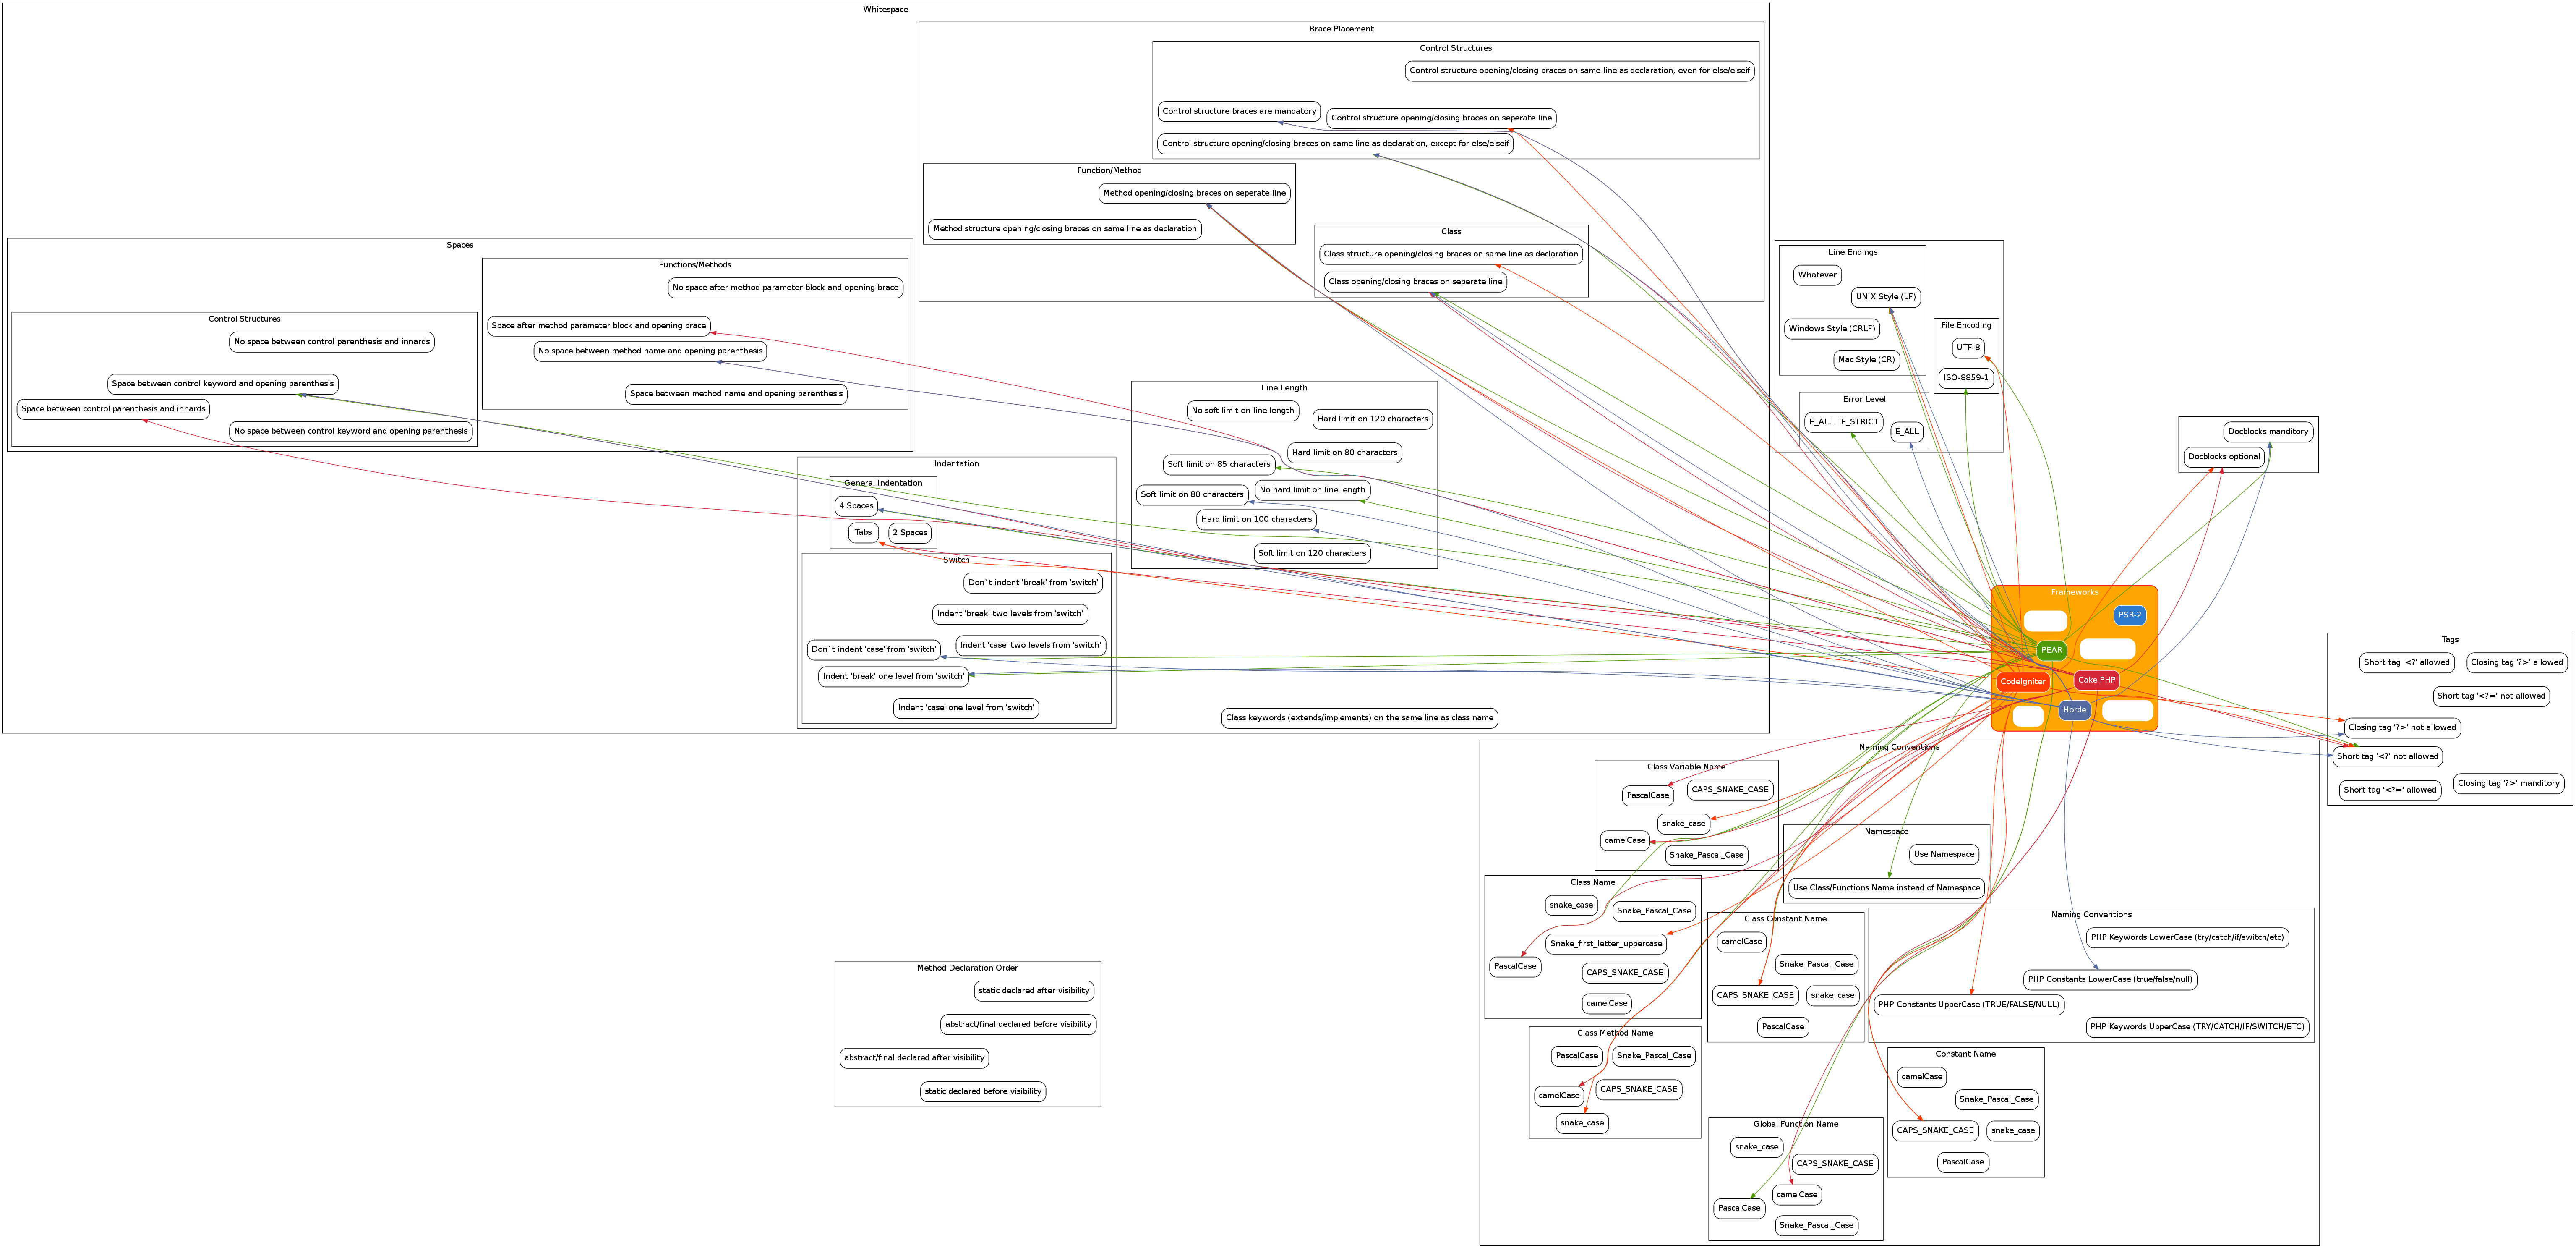 Whitespace
Brace Placement
Control Structures
Control structure opening/closing braces on same line as declaration, even for else/elseif
Control structure braces are mandatory
Control structure opening/closing braces on seperate line
Control structure opening/closing braces on same line as declaration, except for else/elseif
Function/Method
Method opening/closing braces on seperate line
Method structure opening/closing braces on same line as declaration
Class
Class structure opening/closing braces on same line as declaration
Class opening/closing braces on seperate line
Spaces
Functions/Methods
No space after method parameter block and opening brace
Space after method parameter block and opening brace
No space between method name and opening parenthesis
Space between method name and opening parenthesis
Control Structures
No space between control parenthesis and innards
Space between control keyword and opening parenthesis
Space between control parenthesis and innards
No space between control keyword and opening parenthesis
Line Length
No soft limit on line length
Hard limit on 120 characters
Hard limit on 80 characters
Soft limit on 85 characters
No hard limit on line length
Soft limit on 80 characters
Hard limit on 100 characters
Soft limit on 120 characters
Indentation
General Indentation
4 Spaces
Tabs
2 Spaces
Switch
Don`t indent 'break' from 'switch'
Indent 'break' two levels from 'switch'
Indent 'case' two levels from 'switch'
Don`t indent 'case' from 'switch'
Indent 'break' one level from 'switch'
Indent 'case' one level from 'switch'
Class keywords (extends/implements) on the same line as class name
Line Endings
Whatever
UNIX Style (LF)
Windows Style (CRLF)
Mac Style (CR)
File Encoding
UTF-8
ISO-8859-1
Error Level
E_ALL | E_STRICT
E_ALL
Docblocks manditory
Docblocks optional
Frameworks
PSR-2
PEAR
CodeIgniter
Cake PHP
Horde
Tags
Short tag '<?' allowed
Closing tag '?>' allowed
Short tag '<?=' not allowed
Closing tag '?>' not allowed
Short tag '<?' not allowed
Closing tag '?>' manditory
Short tag '<?=' allowed
Naming Conventions
Class Variable Name
PascalCase
CAPS_SNAKE_CASE
snake_case
camelCase
Snake_Pascal_Case
Namespace
Use Namespace
Use Class/Functions Name instead of Namespace
Class Name
snake_case
Snake_Pascal_Case
Snake_first_letter_uppercase
PascalCase
CAPS_SNAKE_CASE
camelCase
Class Constant Name
camelCase
Snake_Pascal_Case
CAPS_SNAKE_CASE
snake_case
PascalCase
Naming Conventions
PHP Keywords LowerCase (try/catch/if/switch/etc)
PHP Constants LowerCase (true/false/null)
PHP Constants UpperCase (TRUE/FALSE/NULL)
PHP Keywords UpperCase (TRY/CATCH/IF/SWITCH/ETC)
Class Method Name
PascalCase
Snake_Pascal_Case
camelCase
CAPS_SNAKE_CASE
snake_case
Constant Name
camelCase
Snake_Pascal_Case
CAPS_SNAKE_CASE
snake_case
PascalCase
Global Function Name
snake_case
CAPS_SNAKE_CASE
camelCase
PascalCase
Snake_Pascal_Case
Method Declaration Order
static declared after visibility
abstract/final declared before visibility
abstract/final declared after visibility
static declared before visibility